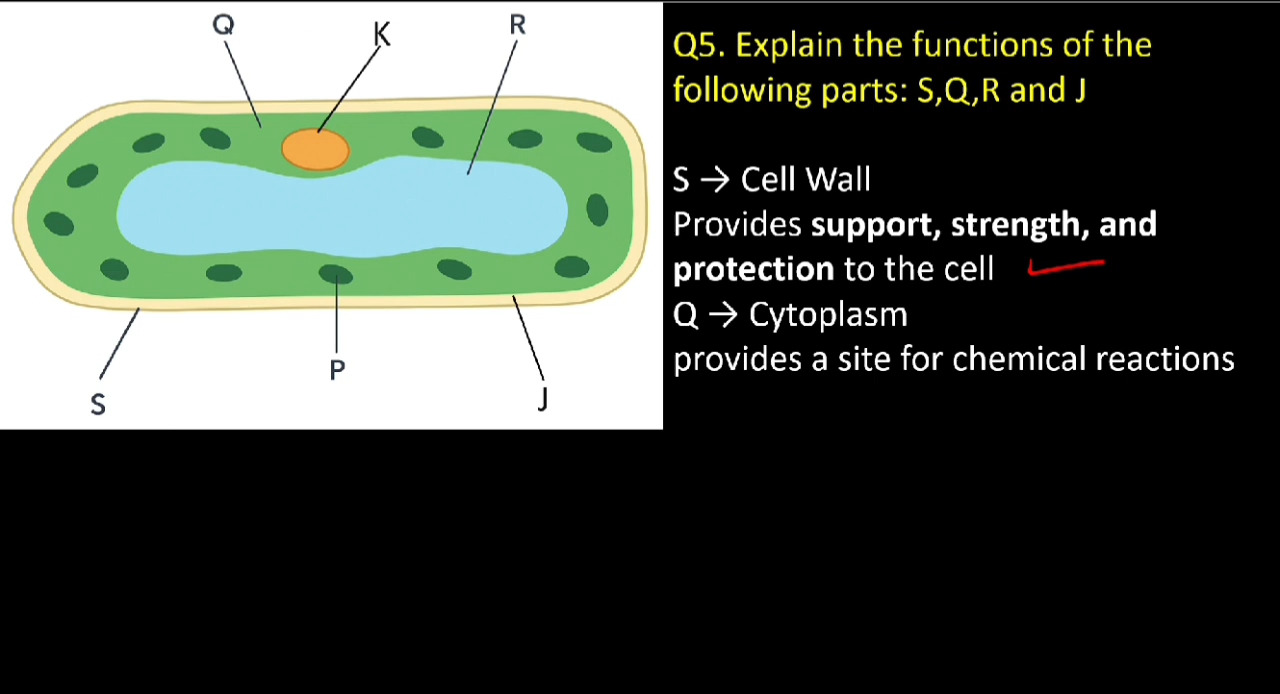 Q
K
R
S
P
J
Q5. Explain the functions of the
following parts: S,Q,R and J
S → Cell Wall
Provides support, strength, and
protection to the cell
Q → Cytoplasm
provides a site for chemical reactions